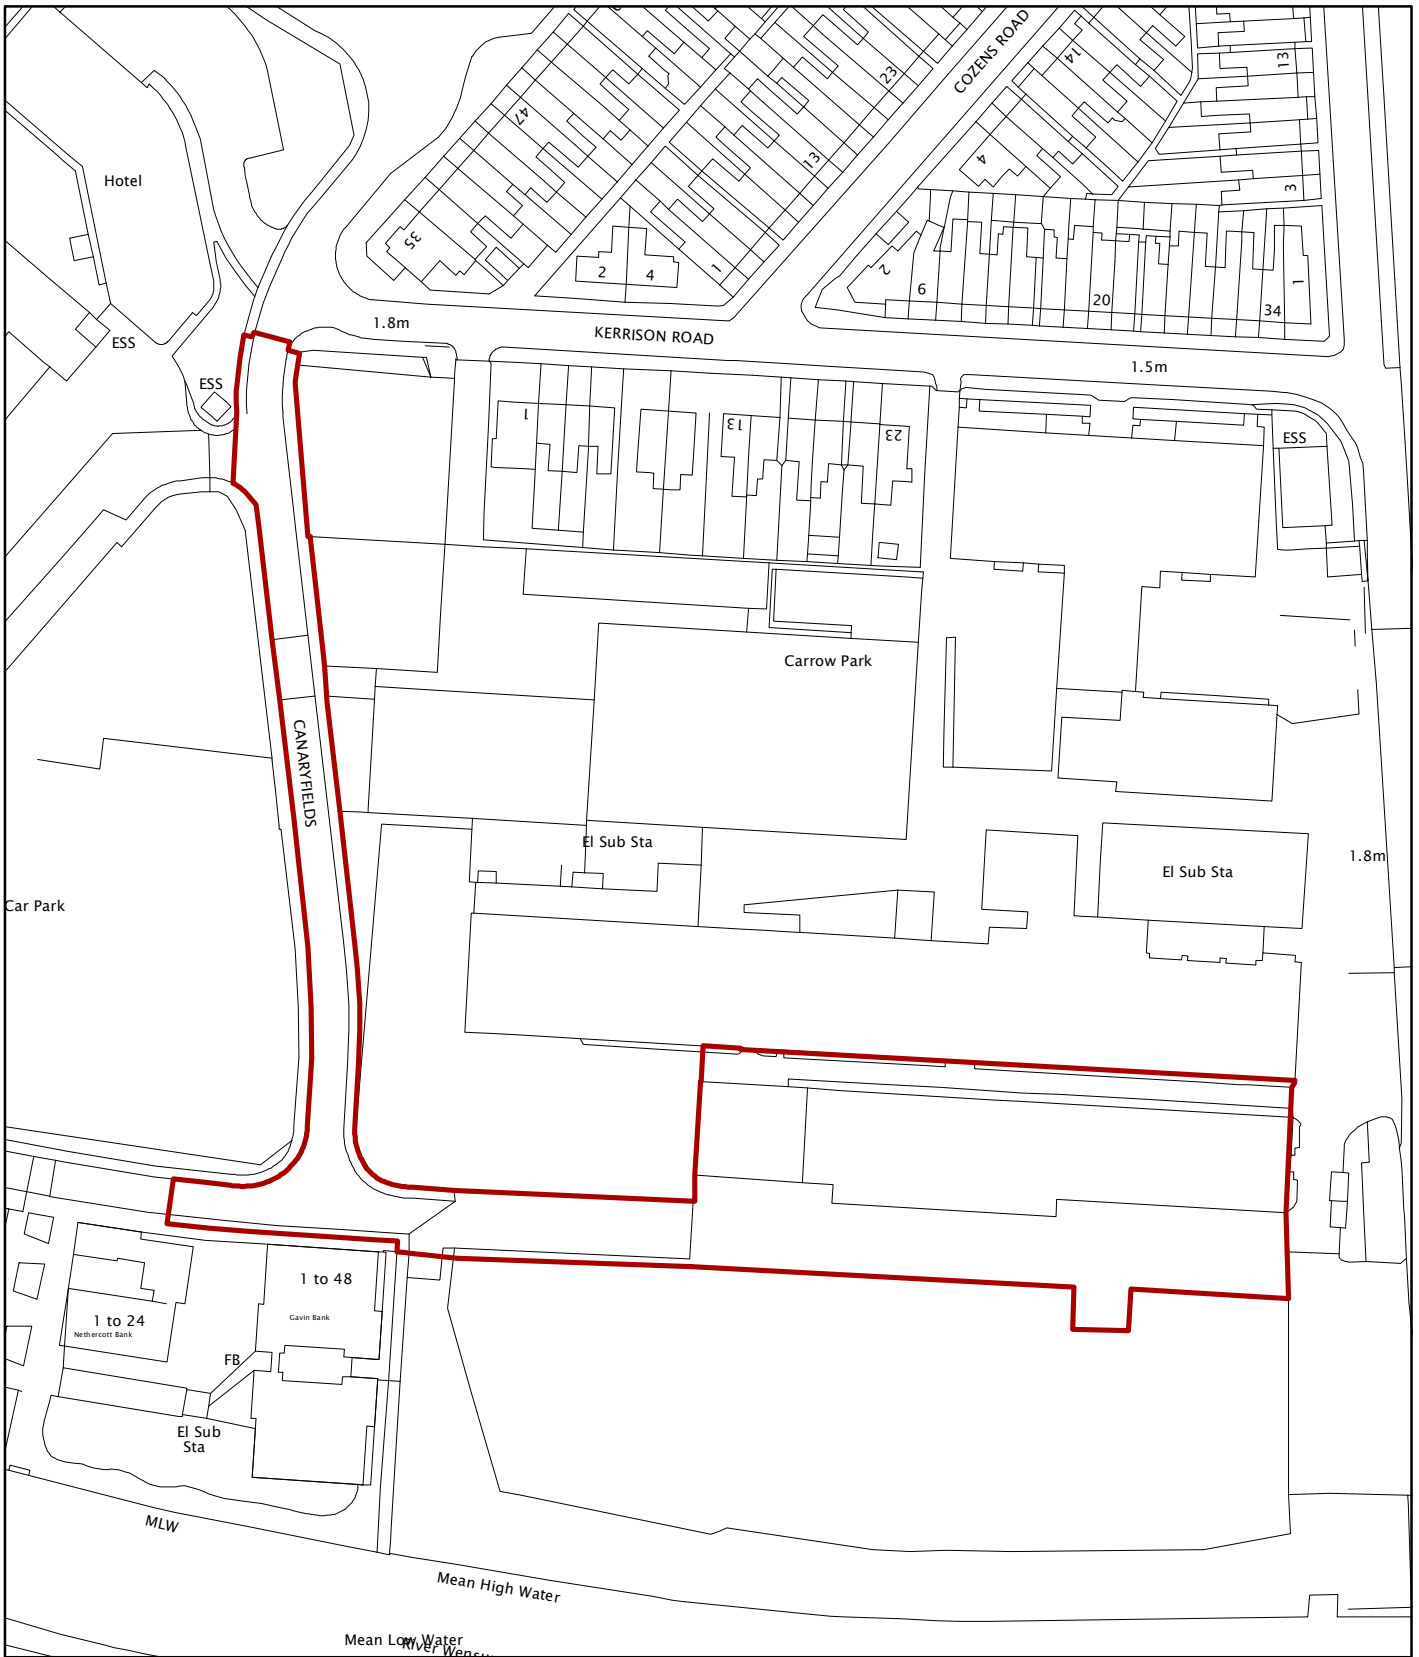 COZENS ROAD
14
13
23
47
13
4
Hotel
3
35
2
4
1
2
6
20
34
1
1.8m
KERRISON ROAD
ESS
1.5m
ESS
1
13
23
ESS
Carrow Park
CANARYFIELDS
El Sub Sta
1.8m
El Sub Sta
Car Park
1 to 48
Gavin Bank
1 to 24
Nethercott Bank
FB
El Sub
Sta
MLW
Mean High Water
Mean Low Water
River